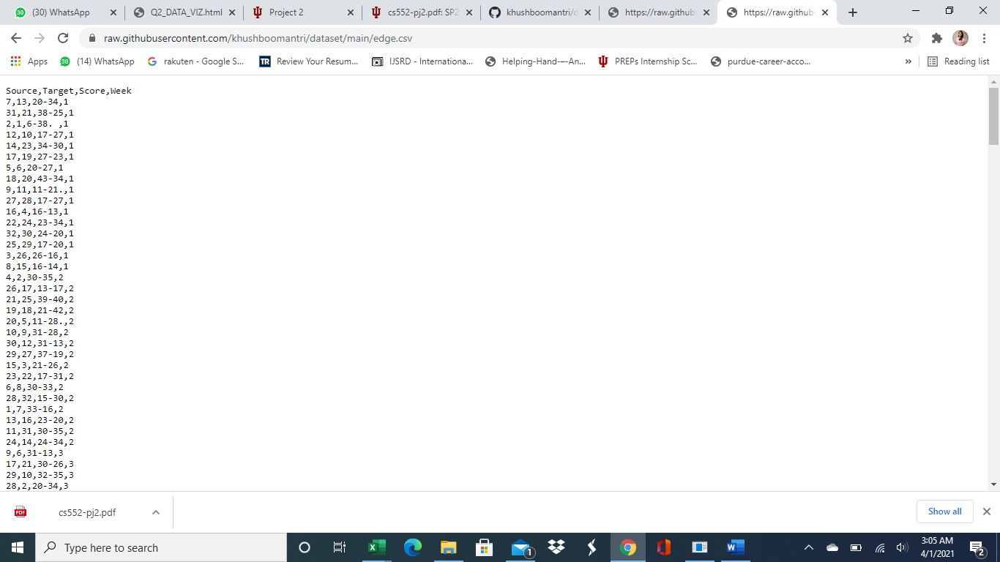 (30) WhatsApp
Q2_DATA_VIZ.html
Project 2
cs552-pj2.pdf: SP2
khushboomantri/d
https://raw.github
https://raw.github
raw.githubusercontent.com/khushboomantri/dataset/main/edge.csv
Apps
30
(14) WhatsApp
rakuten - Google S...
TR
Review Your Resum...
IJSRD - Internationa...
Helping-Hand---An...
PREPs Internship Sc...
purdue-career-acco...
»
Reading list
Source,Target,Score,Week
7,13,20-34,1
31,21,38-25,1
2,1,6-38. ,1
12,10,17-27,1
14,23,34-30,1
17,19,27-23,1
5,6,20-27,1
18,20,43-34,1
9,11,11-21.,1
27,28,17-27,1
16,4,16-13,1
22,24,23-34,1
32,30,24-20,1
25,29,17-20,1
3,26,26-16,1
8,15,16-14,1
4,2,30-35,2
26,17,13-17,2
21,25,39-40,2
19,18,21-42,2
20,5,11-28.,2
10,9,31-28,2
30,12,31-13,2
29,27,37-19,2
15,3,21-26,2
23,22,17-31,2
6,8,30-33,2
28,32,15-30,2
1,7,33-16,2
13,16,23-20,2
11,31,30-35,2
24,14,24-34,2
9,6,31-13,3
17,21,30-26,3
29,10,32-35,3
28,2,20-34,3
PDF
cs552-pj2.pdf
Show all
Type here to search
1
3:05 AM
4/1/2021
2